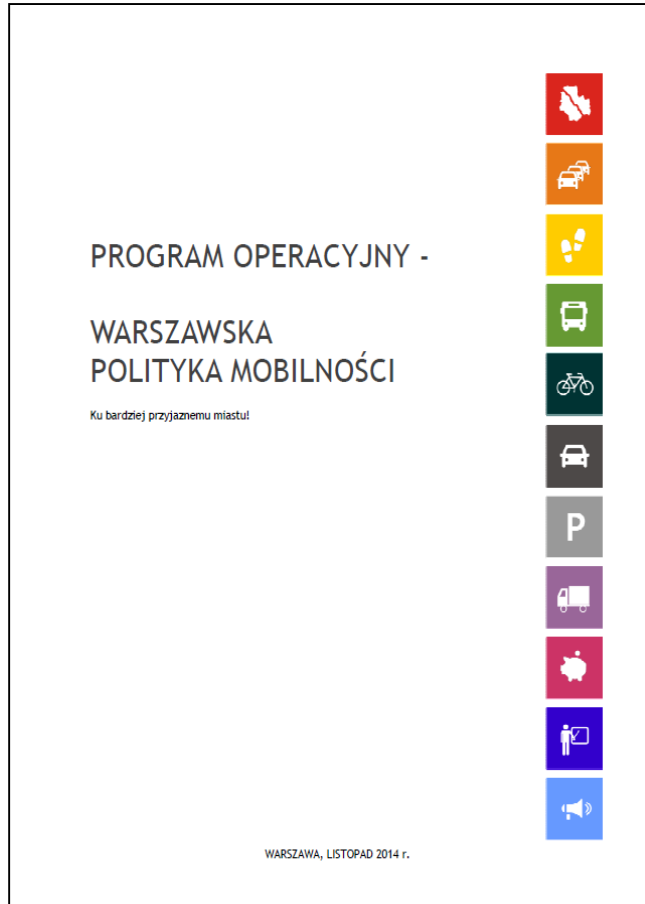 PROGRAM OPERACYJNY -
WARSZAWSKA
POLITYKA MOBILNOŚCI
Ku bardziej przyjaznemu miastu!
P
WARSZAWA, LISTOPAD 2014 r.